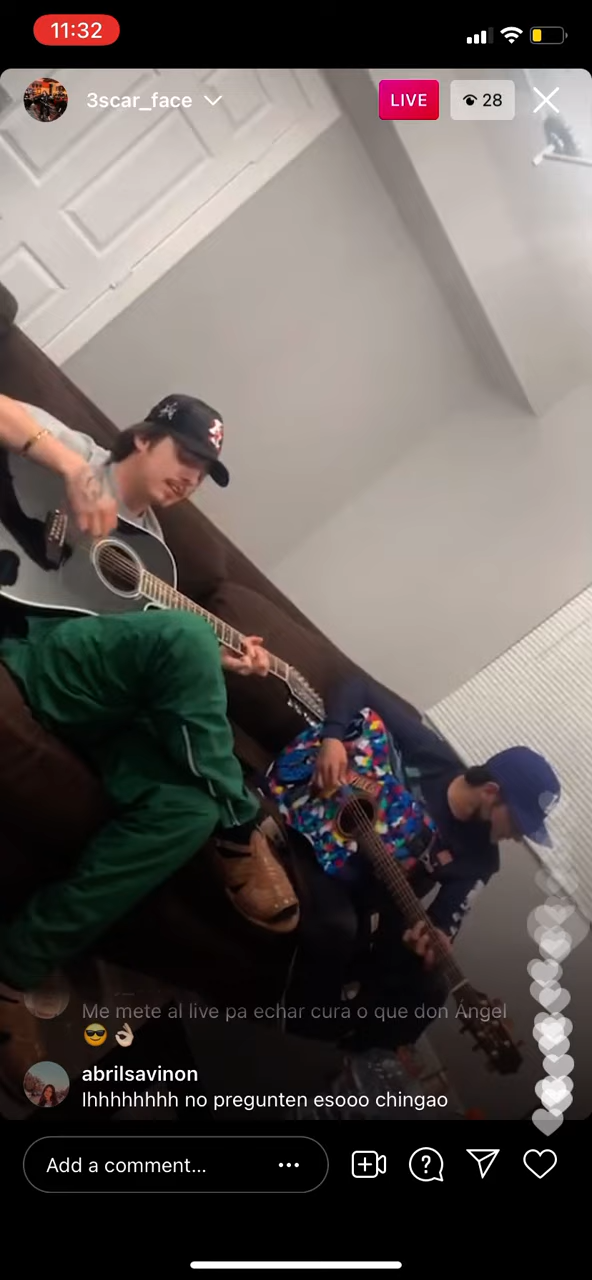 11:32
3scar_face
LIVE
28
Me mete al live pa echar cura o que don Ángel
😎👌🏻
abrilsavinon
Ihhhhhhhh no pregunten esooo chingao
Add a comment...